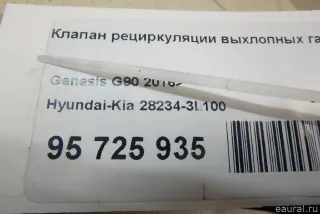 Клапан рециркуляции выхлопных га
Genesis G90 2016>
Hyundai-Kia 28234-3L100
95 725 935
eaural.ru